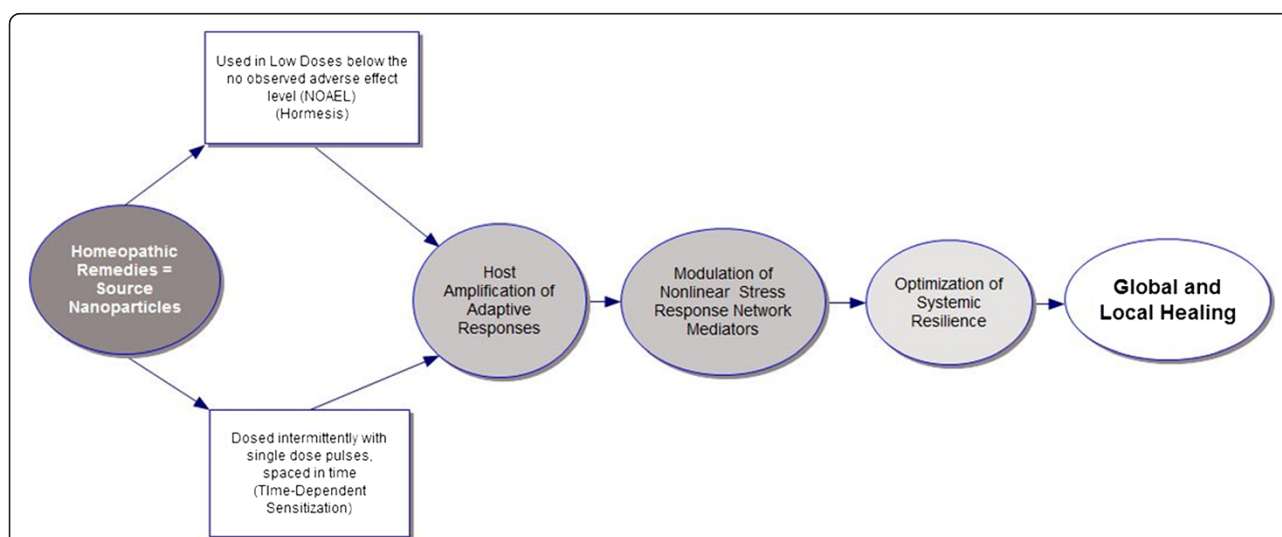 Used in Low Doses below the
no observed adverse effect
level (NOAEL)
(Hormesis)
Homeopathic
Remedies =
Source
Nanoparticles
Host
Amplification of
Adaptive
Responses
Modulation of
Nonlinear Stress
Response Network
Mediators
Optimization of
Systemic
Resilience
Global and
Local Healing
Dosed intermittently with
single dose pulses,
spaced in time
(TIme-Dependent
Sensitization)